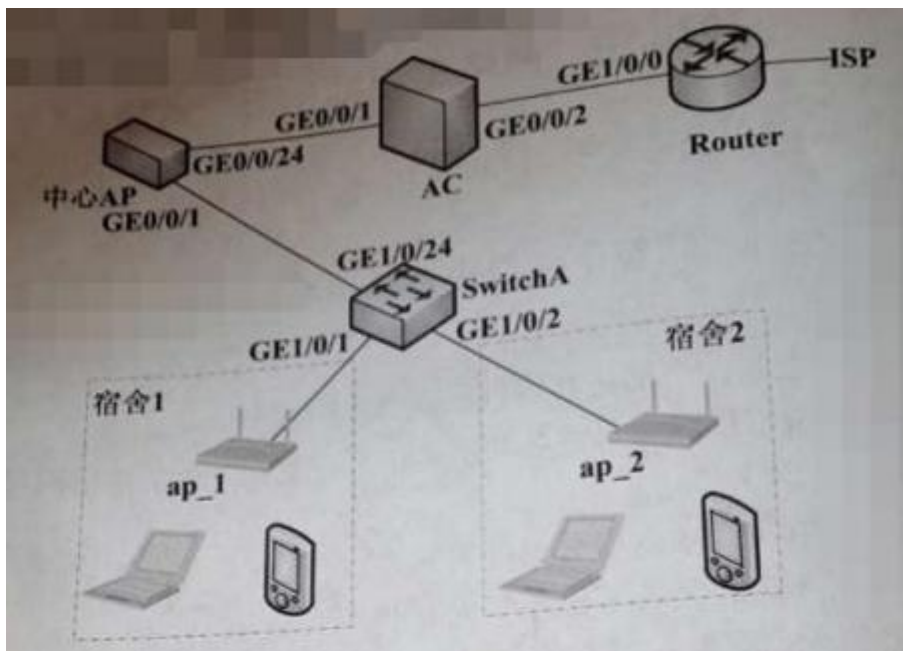 GE1/0/0
ISP
GE0/0/1
GE0/0/2
Router
GE0/0/24
AC
中心AP
GE0/0/1
GE1/0/24
SwitchA
GE1/0/1
GE1/0/2
宿舍1
宿舍2
ap_1
ap_2